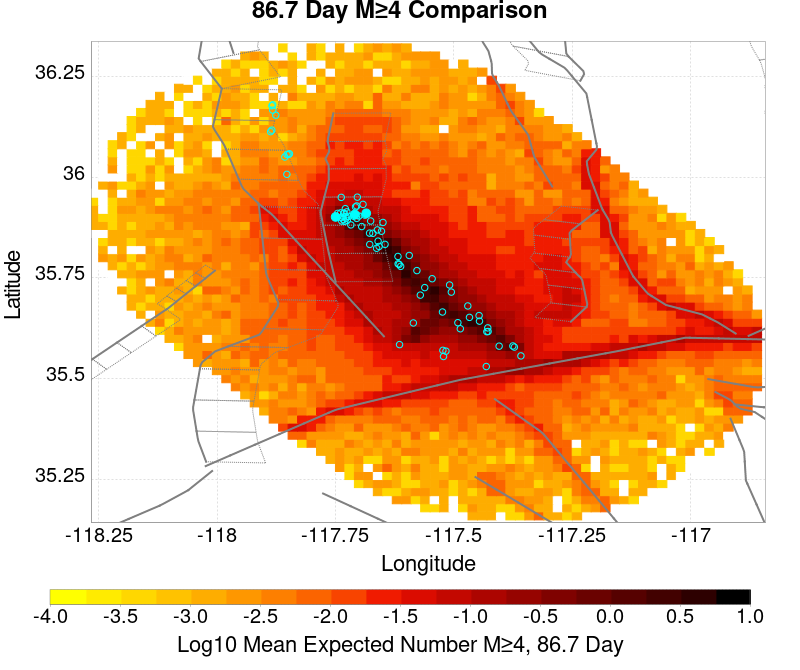 86.7 Day M≥4 Comparison
36.25
36
35.75
35.5
35.25
Latitude
-118.25 -118 -117.75 -117.5 -117.25 -117
Longitude
-4.0 -3.5 -3.0 -2.5 -2.0 -1.5 -1.0 -0.5 0.0 0.5 1.0
Log10 Mean Expected Number M≥4, 86.7 Day